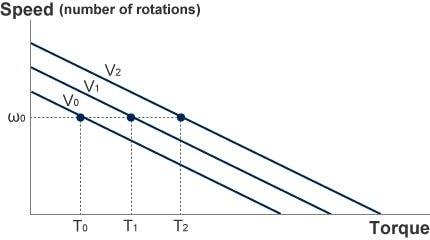 Speed (number of rotations)
V₂
V₁
V₀
ω₀
T₀ T₁ T₂
Torque